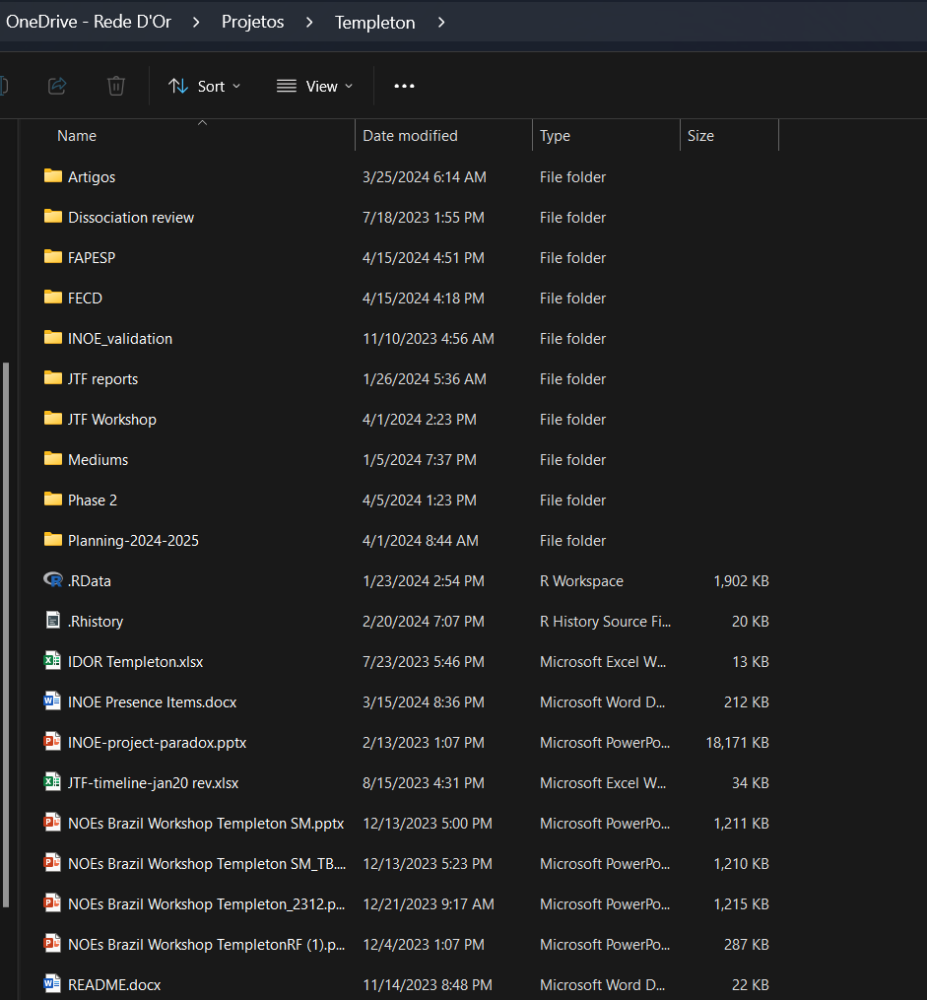 OneDrive - Rede D'Or > Projetos > Templeton >
Sort View ...
Name Date modified Type Size
Artigos 3/25/2024 6:14 AM File folder
Dissociation review 7/18/2023 1:55 PM File folder
FAPESP 4/15/2024 4:51 PM File folder
FECD 4/15/2024 4:18 PM File folder
INOE_validation 11/10/2023 4:56 AM File folder
JTF reports 1/26/2024 5:36 AM File folder
JTF Workshop 4/1/2024 2:23 PM File folder
Mediums 1/5/2024 7:37 PM File folder
Phase 2 4/5/2024 1:23 PM File folder
Planning-2024-2025 4/1/2024 8:44 AM File folder
.RData 1/23/2024 2:54 PM R Workspace 1,902 KB
.Rhistory 2/20/2024 7:07 PM R History Source Fi... 20 KB
IDOR Templeton.xlsx 7/23/2023 5:46 PM Microsoft Excel W... 13 KB
INOE Presence Items.docx 3/15/2024 8:36 PM Microsoft Word D... 212 KB
INOE-project-paradox.pptx 2/13/2023 1:07 PM Microsoft PowerPo... 18,171 KB
JTF-timeline-jan20 rev.xlsx 8/15/2023 4:31 PM Microsoft Excel W... 34 KB
NOEs Brazil Workshop Templeton SM.pptx 12/13/2023 5:00 PM Microsoft PowerPo... 1,211 KB
NOEs Brazil Workshop Templeton SM_TB.... 12/13/2023 5:23 PM Microsoft PowerPo... 1,210 KB
NOEs Brazil Workshop Templeton_2312.p... 12/21/2023 9:17 AM Microsoft PowerPo... 1,215 KB
NOEs Brazil Workshop TempletonRF (1).p... 12/4/2023 1:07 PM Microsoft PowerPo... 287 KB
README.docx 11/14/2023 8:48 PM Microsoft Word D... 22 KB